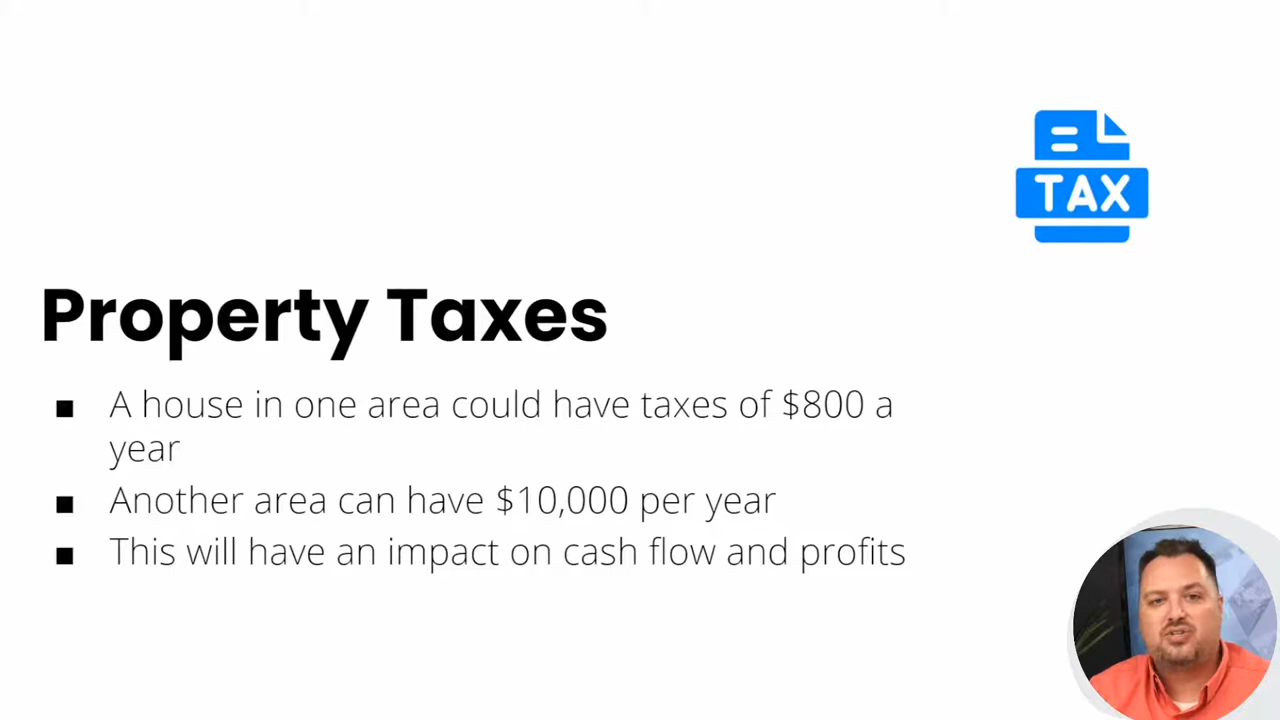 TAX
Property Taxes
▪ A house in one area could have taxes of $800 a
year
▪ Another area can have $10,000 per year
▪ This will have an impact on cash flow and profits